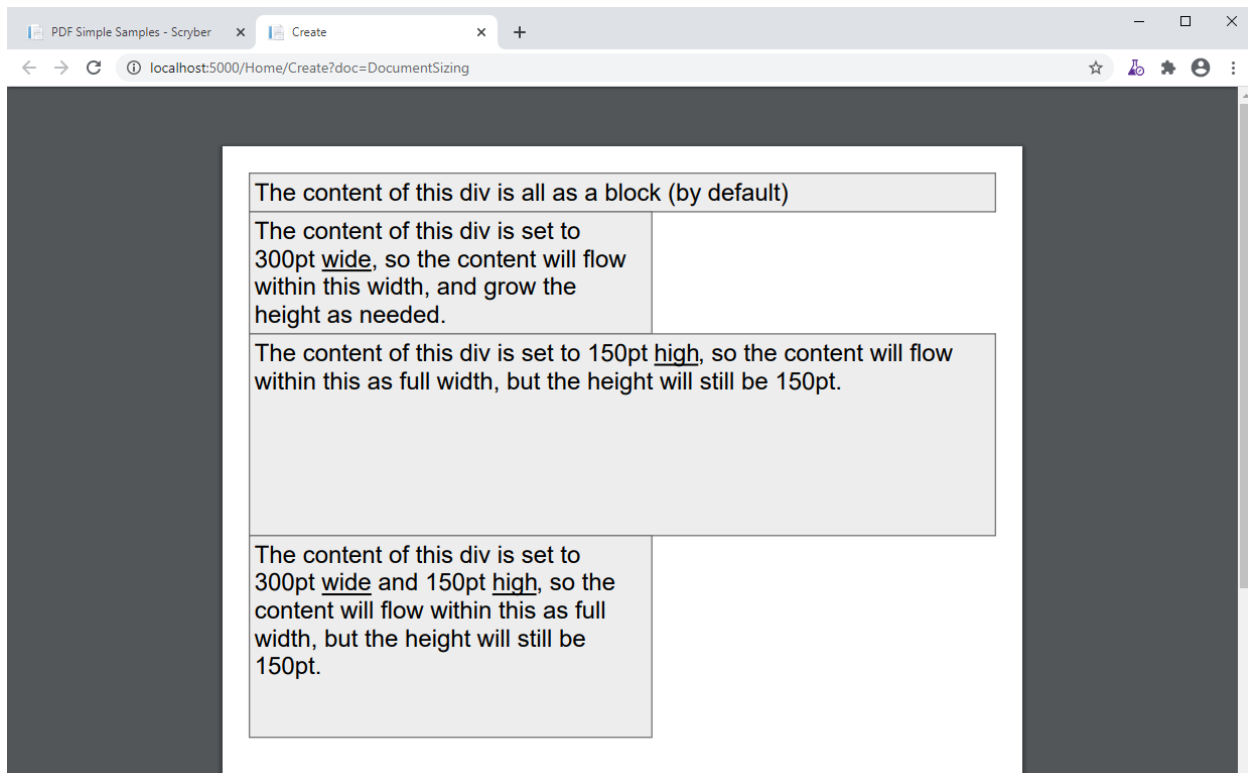 PDF Simple Samples - Scryber
Create
localhost:5000/Home/Create?doc=DocumentSizing
The content of this div is all as a block (by default)
The content of this div is set to
300pt wide, so the content will flow
within this width, and grow the
height as needed.
The content of this div is set to 150pt high, so the content will flow
within this as full width, but the height will still be 150pt.
The content of this div is set to
300pt wide and 150pt high, so the
content will flow within this as full
width, but the height will still be
150pt.